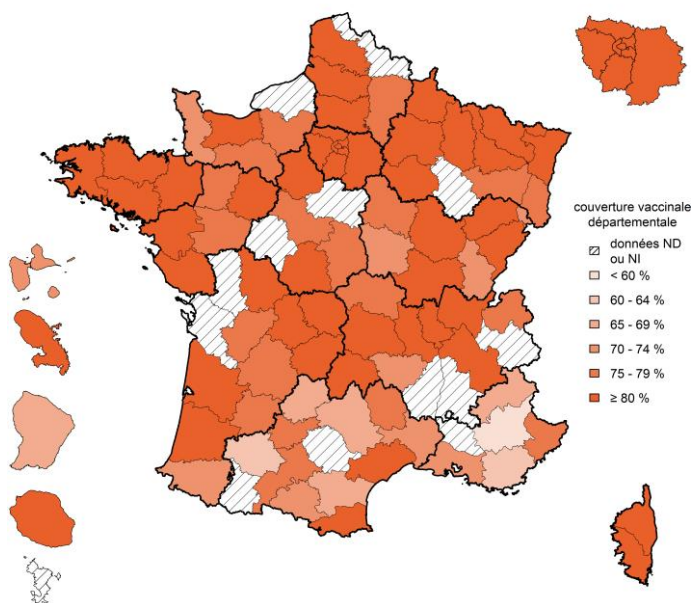 couverture vaccinale
départementale
données ND
ou NI
< 60 %
60 - 64 %
65 - 69 %
70 - 74 %
75 - 79 %
≥ 80 %